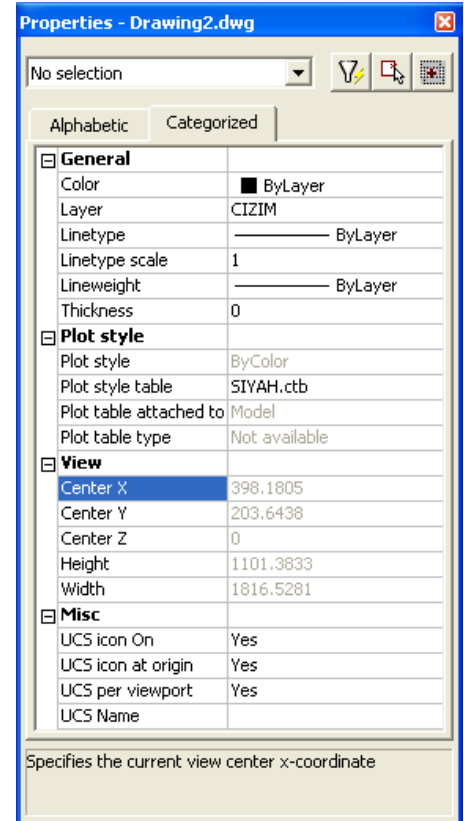 Properties - Drawing2.dwg
No selection
Alphabetic Categorized
General
Color ByLayer
Layer CIZIM
Linetype ByLayer
Linetype scale 1
Lineweight ByLayer
Thickness 0
Plot style
Plot style ByColor
Plot style table SIYAH.ctb
Plot table attached to Model
Plot table type Not available
View
Center X 398.1805
Center Y 203.6438
Center Z 0
Height 1101.3833
Width 1816.5281
Misc
UCS icon On Yes
UCS icon at origin Yes
UCS per viewport Yes
UCS Name
Specifies the current view center x-coordinate